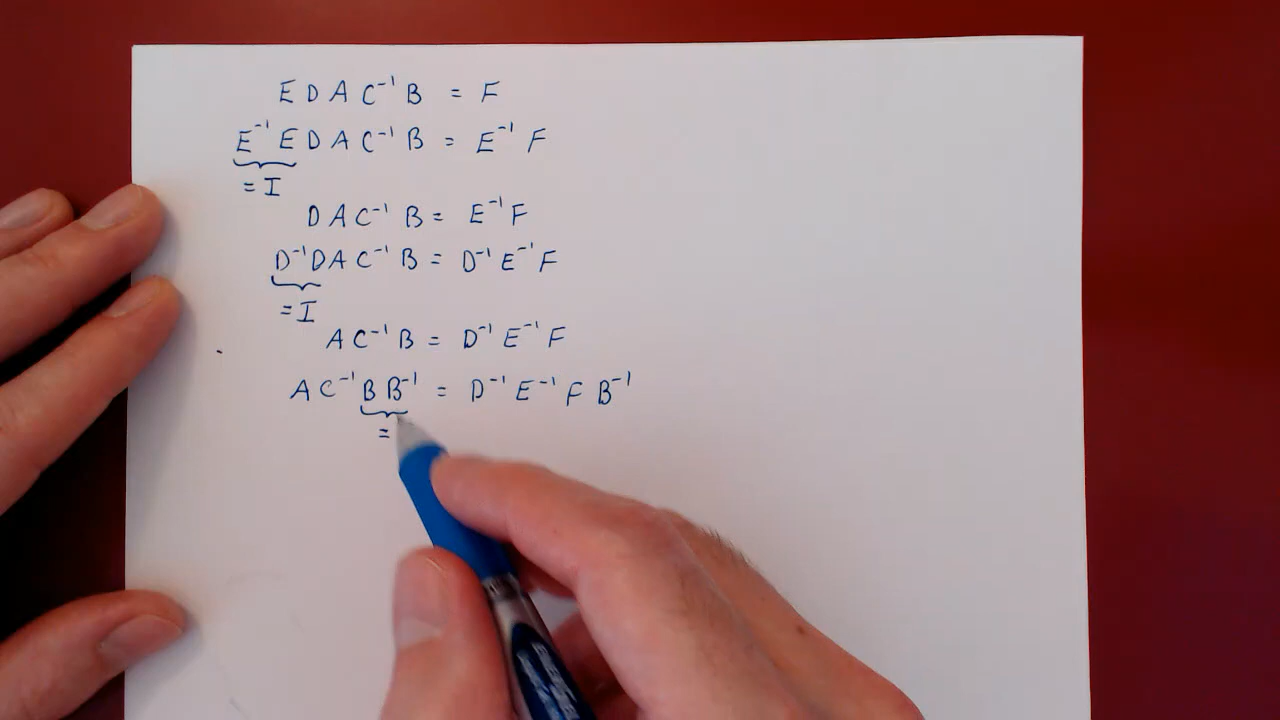 E D A C⁻¹ B = F
E⁻¹ E D A C⁻¹ B = E⁻¹ F
= I
D A C⁻¹ B = E⁻¹ F
D⁻¹ D A C⁻¹ B = D⁻¹ E⁻¹ F
= I
A C⁻¹ B = D⁻¹ E⁻¹ F
A C⁻¹ B B⁻¹ = D⁻¹ E⁻¹ F B⁻¹
=